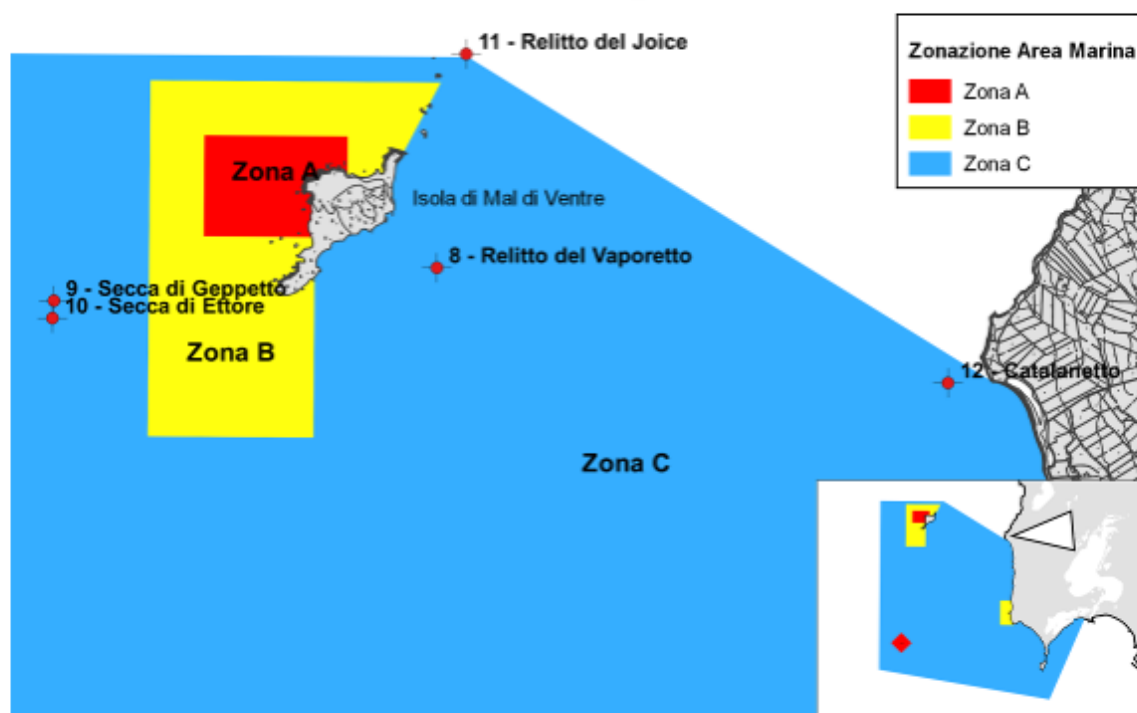 11 - Relitto del Joice
Zonazione Area Marina
Zona A
Zona B
Zona C
Zona A
Isola di Mal di Ventre
8 - Relitto del Vaporetto
9 - Secca di Geppetto
10 - Secca di Ettore
Zona B
12 - Catalanetto
Zona C